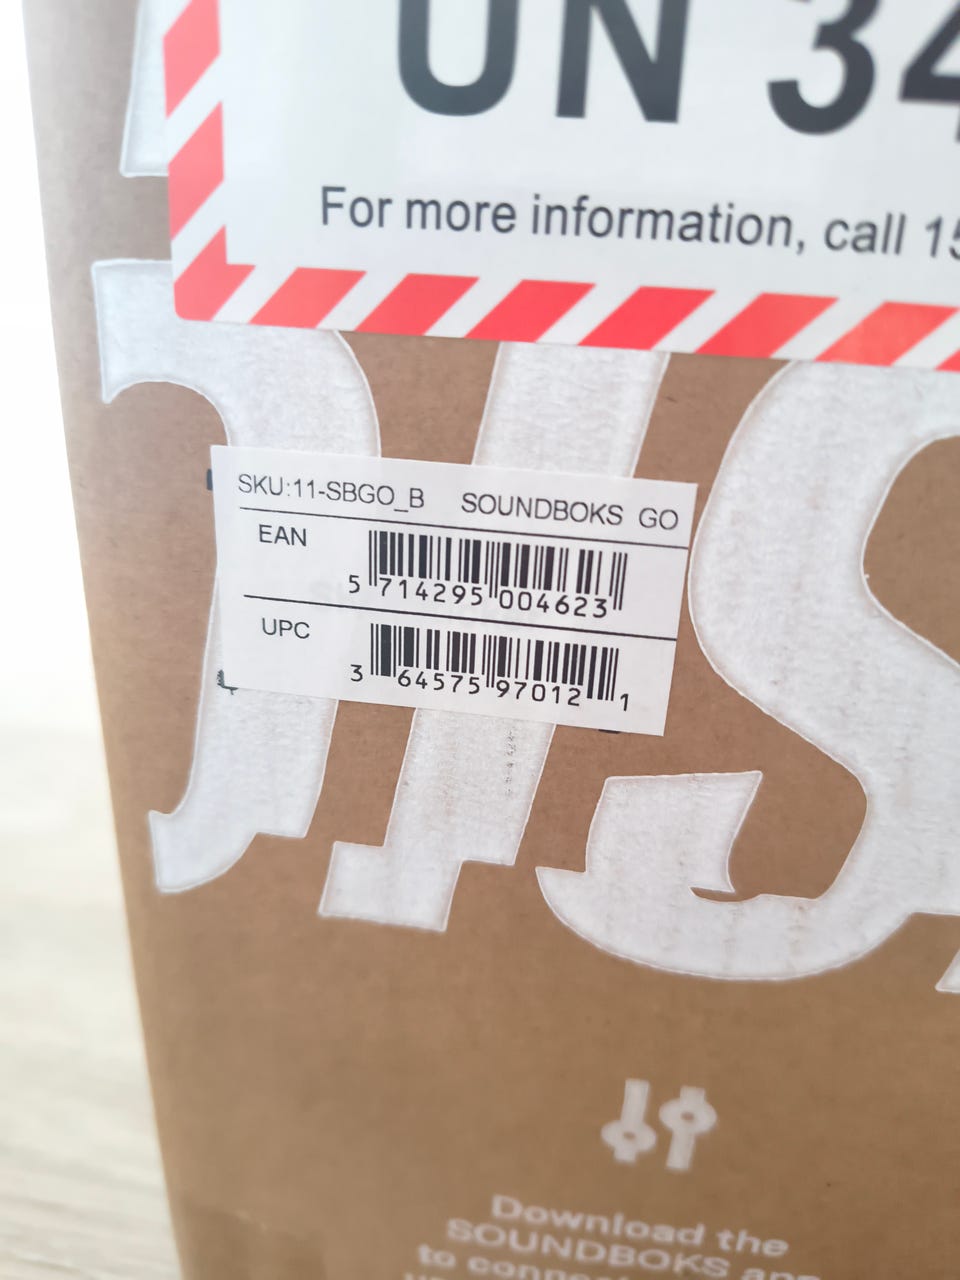 UN 34
For more information, call 15
SKU:11-SBGO_B SOUNDBOKS GO
EAN
5 714295 004623
UPC
3 64575 97012 1
Download the
SOUNDBOKS app